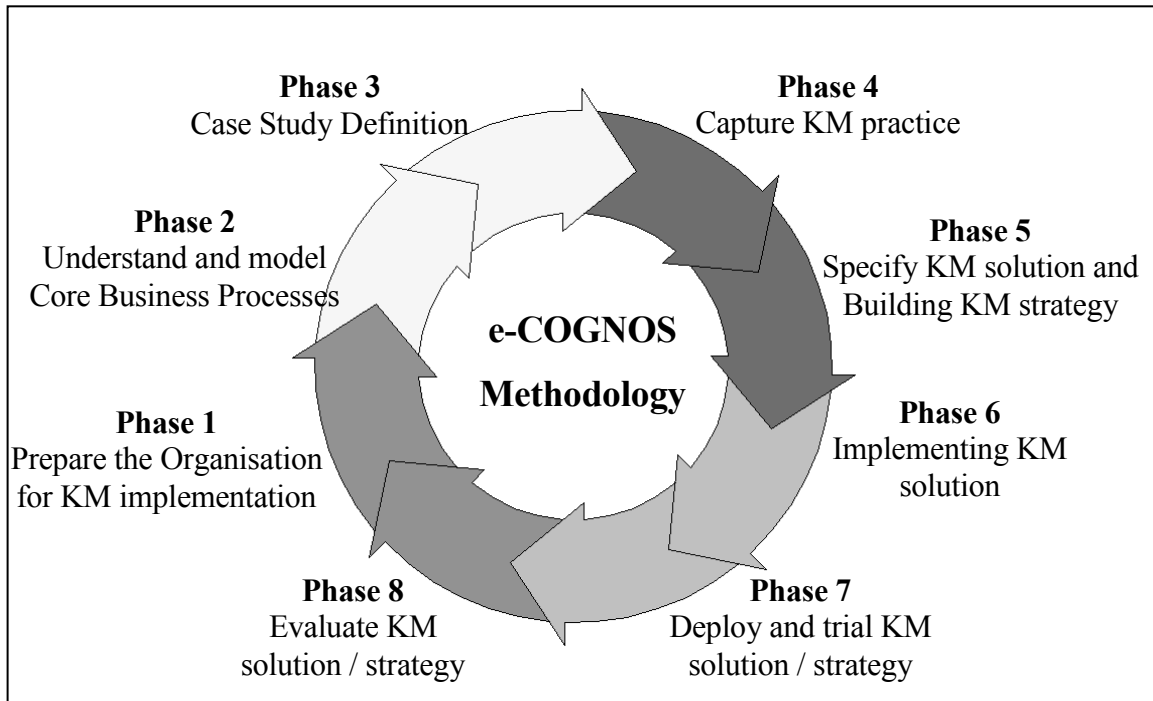 Phase 3
Case Study Definition
Phase 4
Capture KM practice
Phase 2
Understand and model
Core Business Processes
Phase 5
Specify KM solution and
Building KM strategy
e-COGNOS
Methodology
Phase 1
Prepare the Organisation
for KM implementation
Phase 6
Implementing KM
solution
Phase 8
Evaluate KM
solution / strategy
Phase 7
Deploy and trial KM
solution / strategy